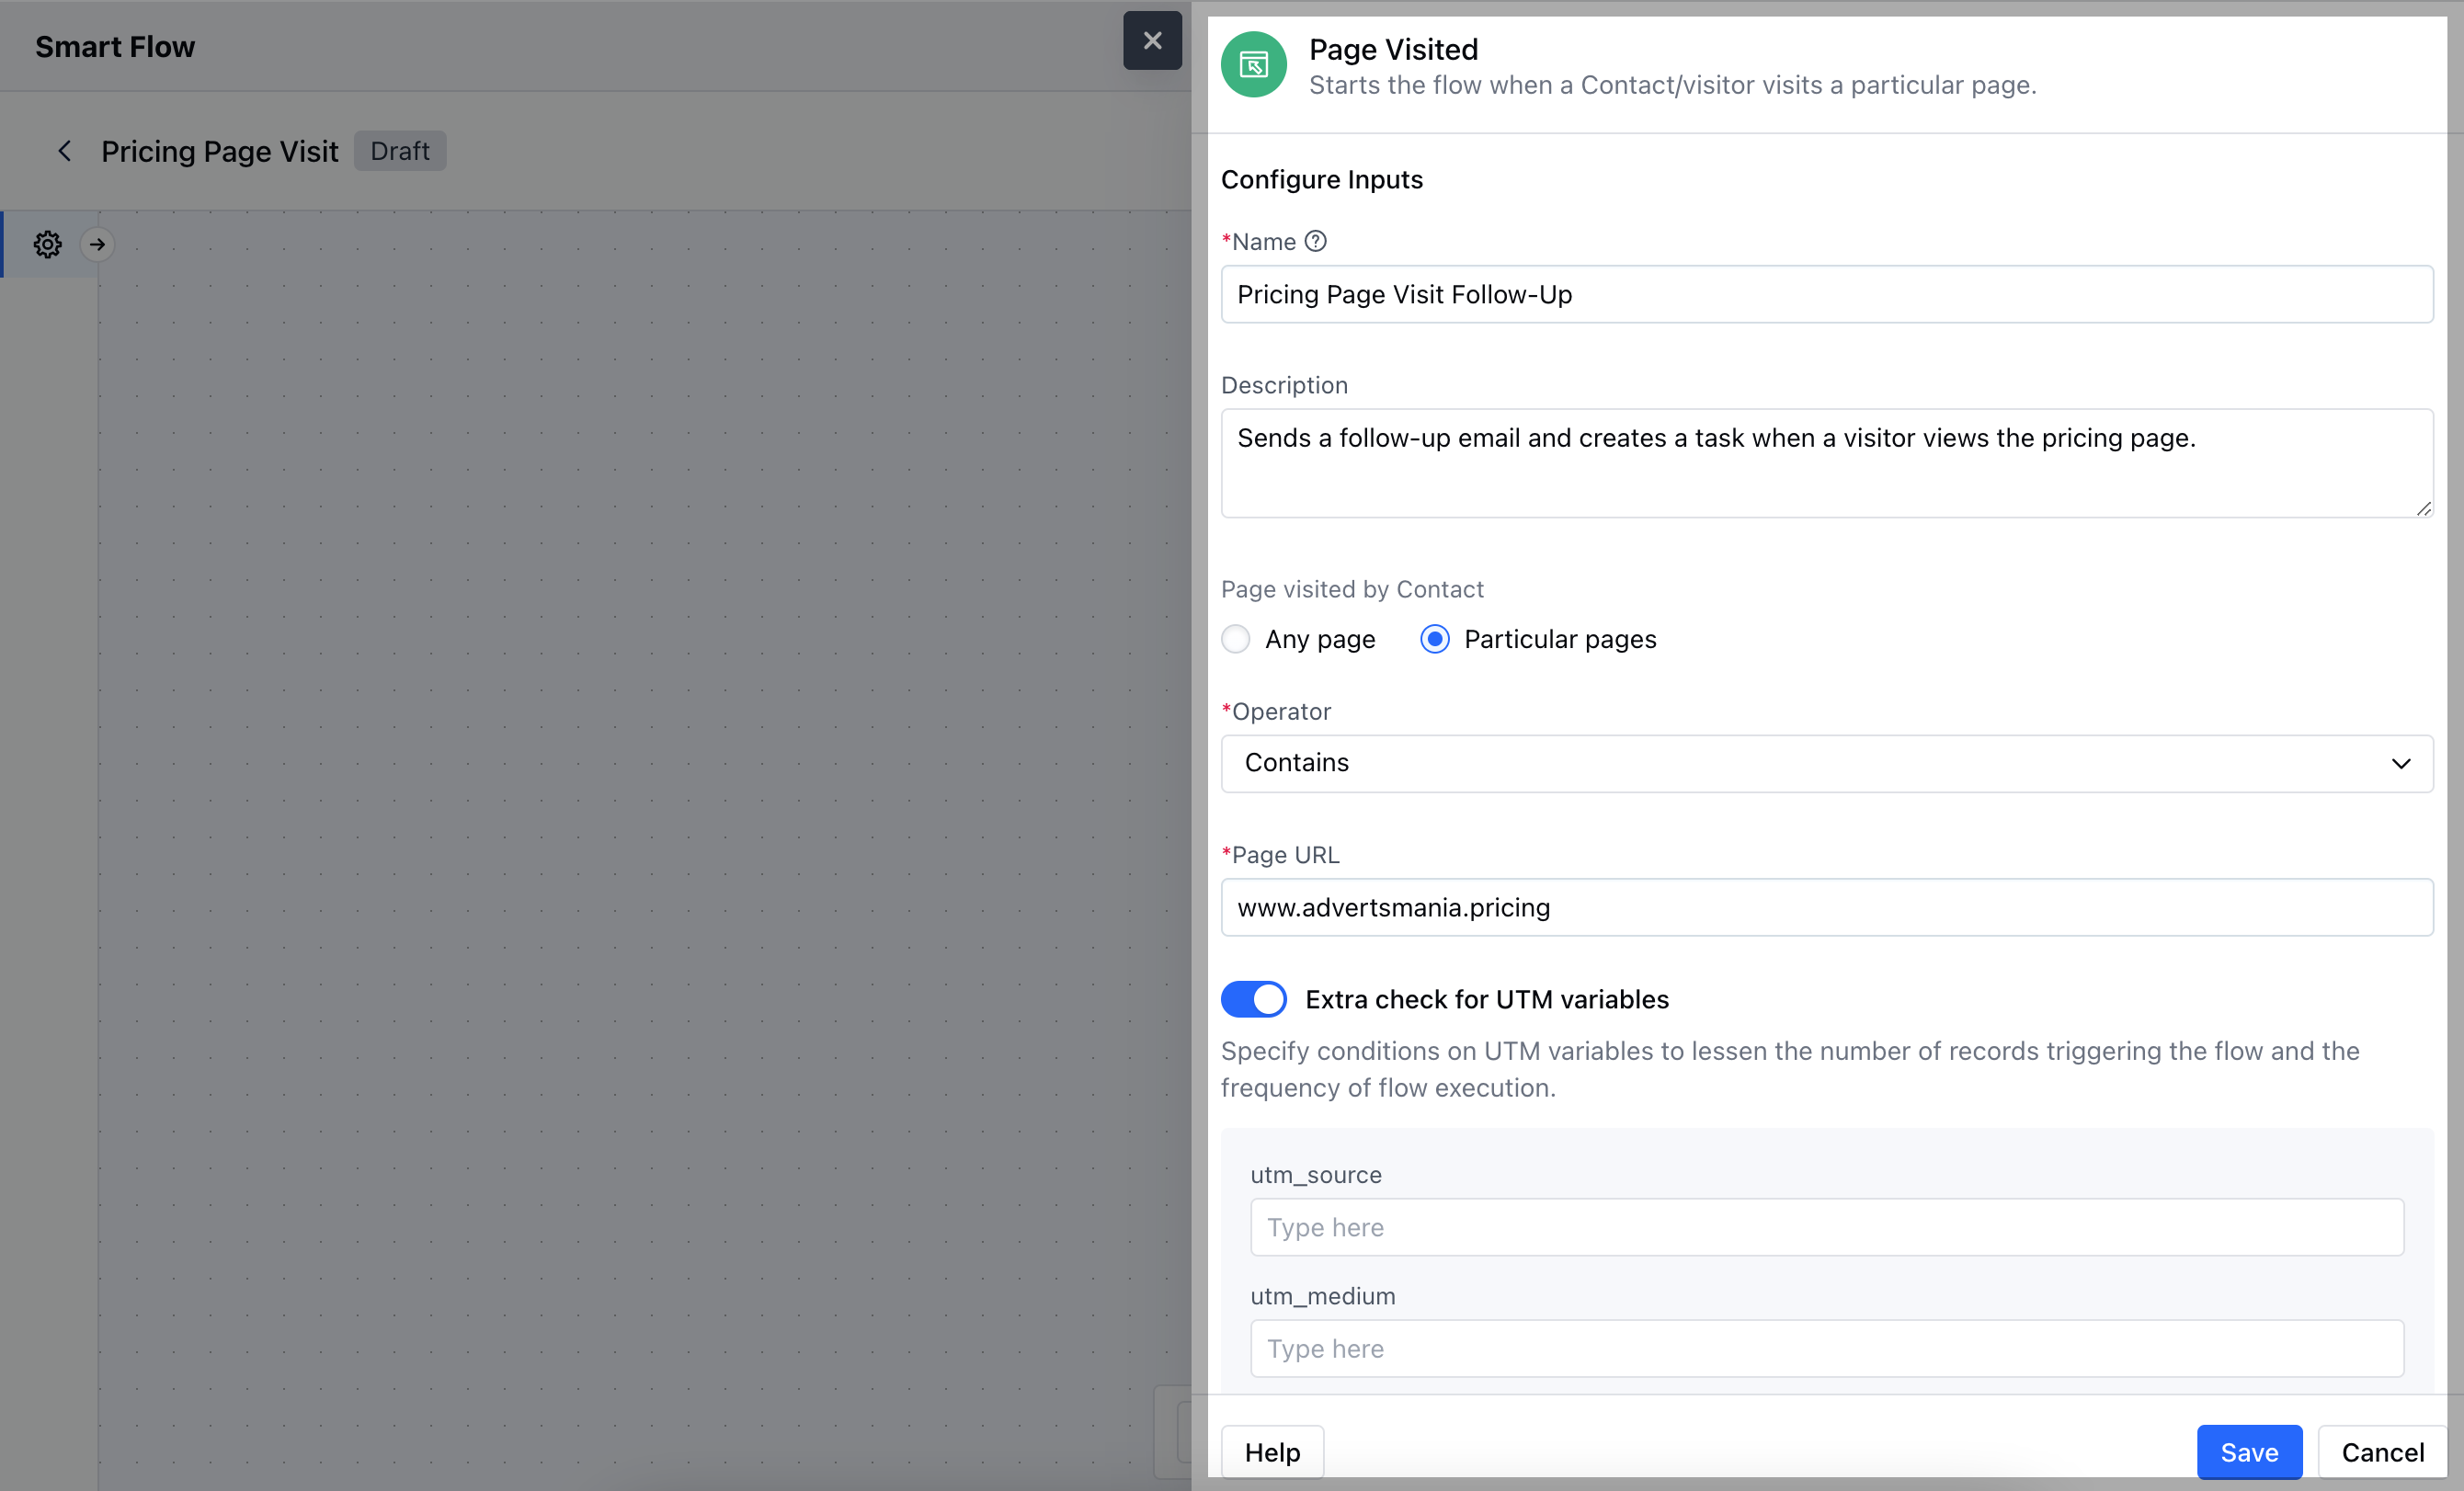 Smart Flow
Pricing Page Visit Draft
Page Visited
Starts the flow when a Contact/visitor visits a particular page.
Configure Inputs
*Name
Pricing Page Visit Follow-Up
Description
Sends a follow-up email and creates a task when a visitor views the pricing page.
Page visited by Contact
Any page Particular pages
*Operator
Contains
*Page URL
www.advertsmania.pricing
Extra check for UTM variables
Specify conditions on UTM variables to lessen the number of records triggering the flow and the
frequency of flow execution.
utm_source
Type here
utm_medium
Type here
Help Save Cancel